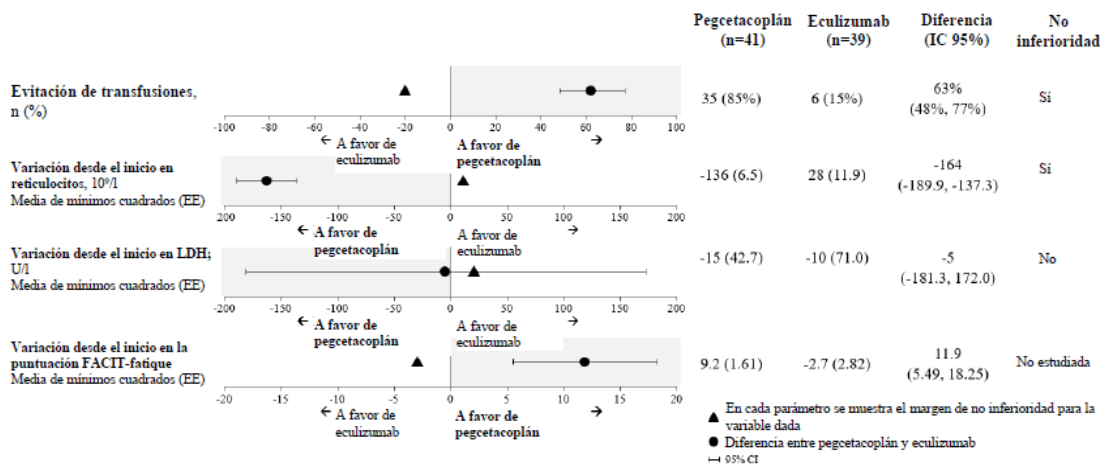 Pegcetacoplán Eculizumab Diferencia No
(n=41) (n=39) (IC 95%) inferioridad
Evitación de transfusiones,
n (%)
35 (85%) 6 (15%) 63%
(48%, 77%) Sí
-100 -80 -60 -40 -20 0 20 40 60 80 100
← A favor de
eculizumab
A favor de →
pegcetacoplán
Variación desde el inicio en
reticulocitos, 10⁹/l
Media de mínimos cuadrados (EE)
-136 (6.5) 28 (11.9) -164
(-189.9, -137.3) Sí
-200 -150 -100 -50 0 50 100 150 200
← A favor de
pegcetacoplán
A favor de →
eculizumab
Variación desde el inicio en LDH;
U/l
Media de mínimos cuadrados (EE)
-15 (42.7) -10 (71.0) -5
(-181.3, 172.0) No
-200 -150 -100 -50 0 50 100 150 200
← A favor de
pegcetacoplán
A favor de →
eculizumab
Variación desde el inicio en la
puntuación FACIT-fatique
Media de mínimos cuadrados (EE)
9.2 (1.61) -2.7 (2.82) 11.9
(5.49, 18.25) No estudiada
-20 -15 -10 -5 0 5 10 15 20
← A favor de
eculizumab
A favor de →
pegcetacoplán
▲ En cada parámetro se muestra el margen de no inferioridad para la
variable dada
● Diferencia entre pegcetacoplán y eculizumab
⊢⊣ 95% CI